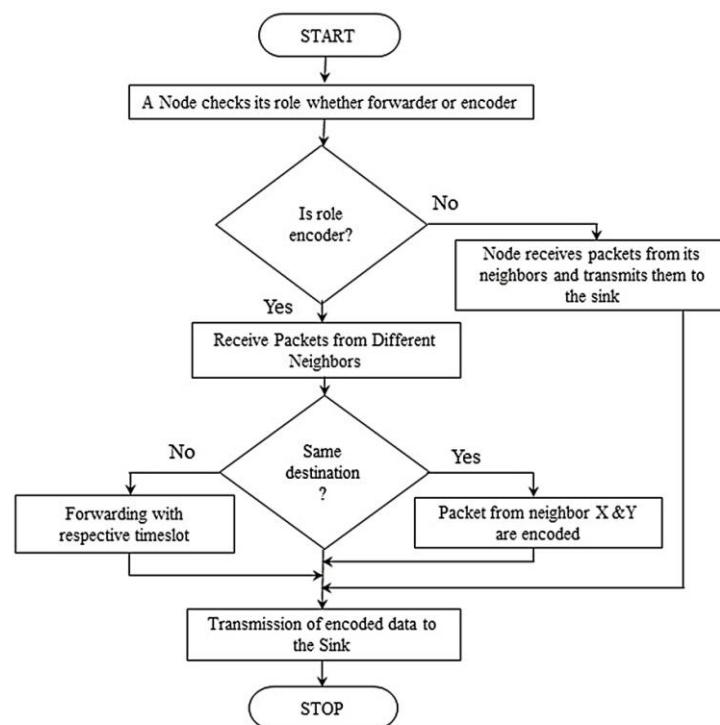 START
A Node checks its role whether forwarder or encoder
Is role
encoder?
No
Node receives packets from its
neighbors and transmits them to
the sink
Yes
Receive Packets from Different
Neighbors
Same
destination
?
No
Yes
Forwarding with
respective timeslot
Packet from neighbor X &Y
are encoded
Transmission of encoded data to
the Sink
STOP